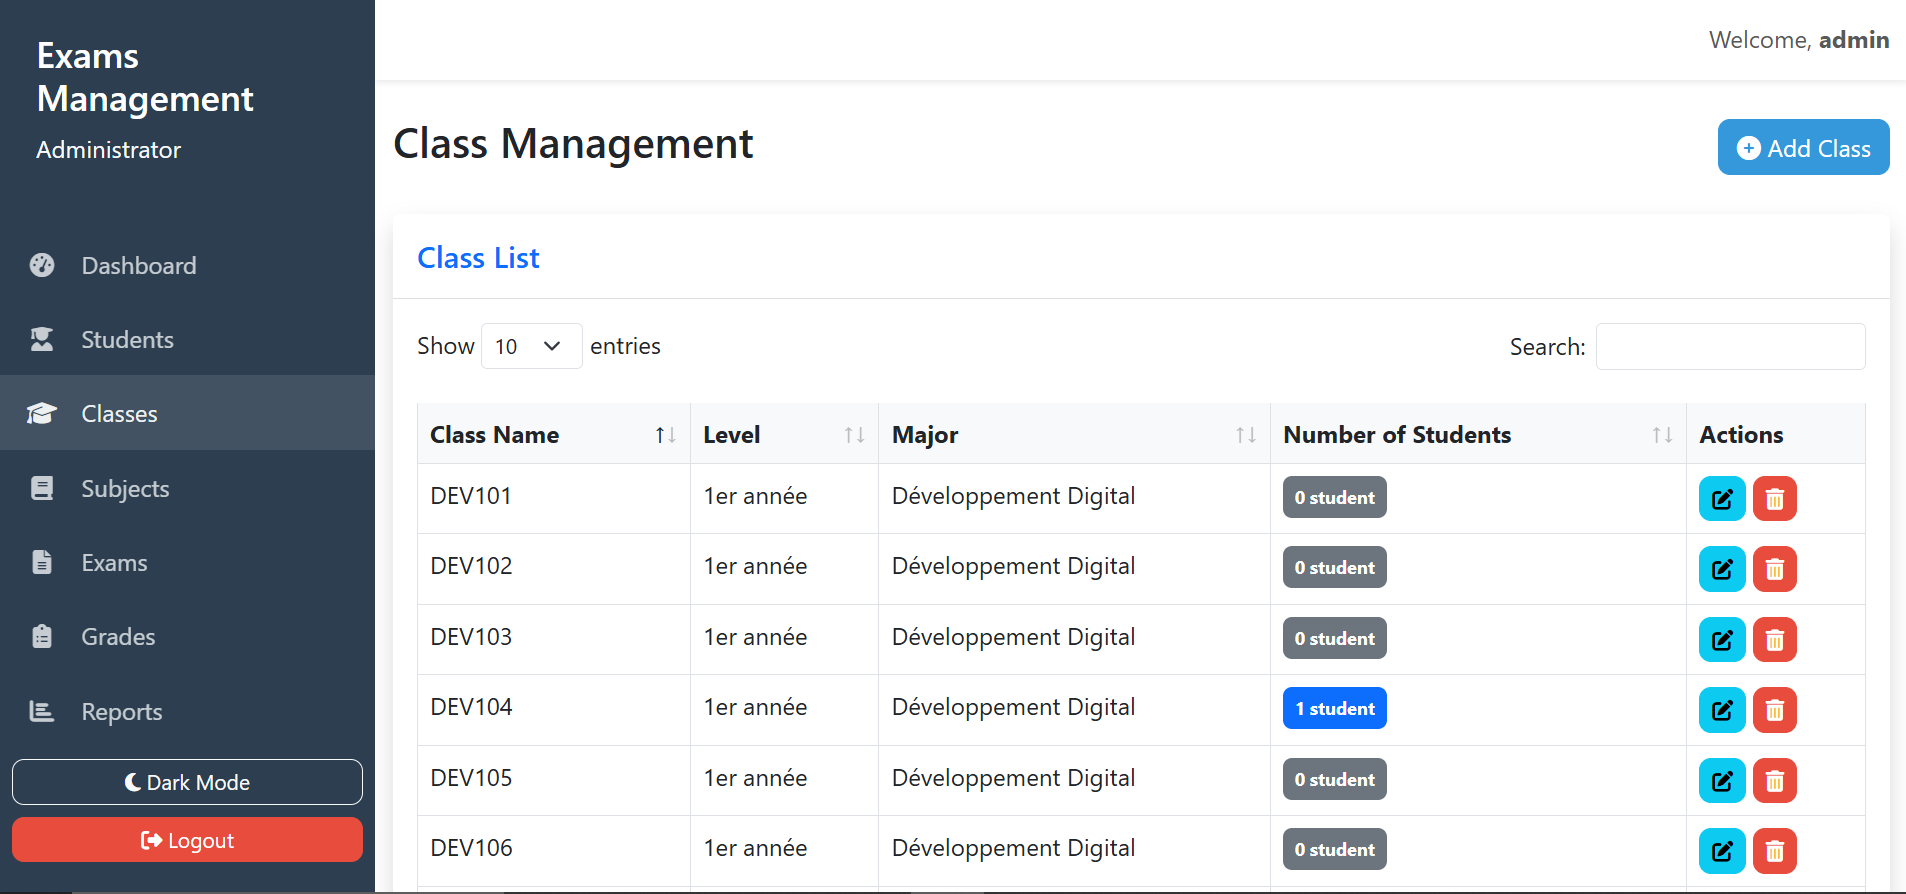 Exams
Management
Administrator
Dashboard
Students
Classes
Subjects
Exams
Grades
Reports
Dark Mode
Logout
Welcome, admin
Class Management
Add Class
Class List
Show 10 entries
Search:
Class Name Level Major Number of Students Actions
DEV101 1er année Développement Digital 0 student
DEV102 1er année Développement Digital 0 student
DEV103 1er année Développement Digital 0 student
DEV104 1er année Développement Digital 1 student
DEV105 1er année Développement Digital 0 student
DEV106 1er année Développement Digital 0 student